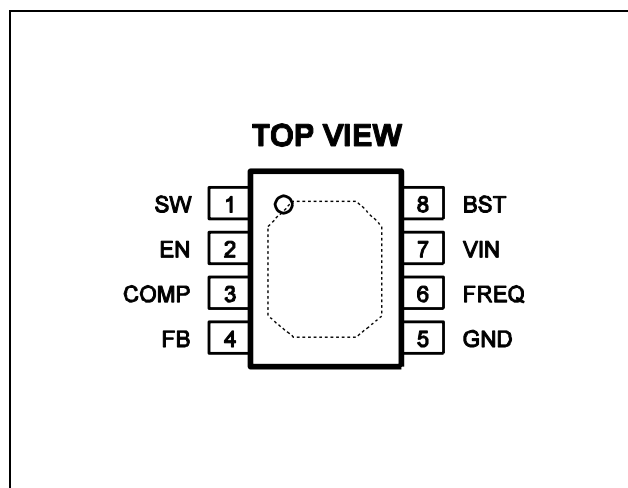 TOP VIEW
SW 1 8 BST
EN 2 7 VIN
COMP 3 6 FREQ
FB 4 5 GND